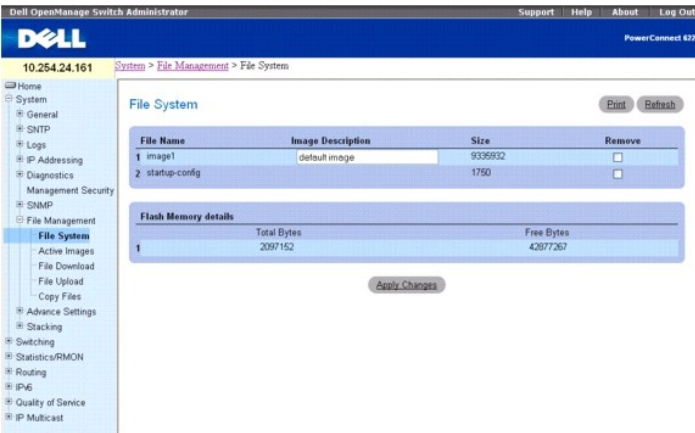 Dell OpenManage Switch Administrator Support Help About Log Out
DELL
PowerConnect 622
10.254.24.161
System > File Management > File System
Home
System
General
SNTP
Logs
IP Addressing
Diagnostics
Management Security
SNMP
File Management
File System
Active Images
File Download
File Upload
Copy Files
Advance Settings
Stacking
Switching
Statistics/RMON
Routing
IPv6
Quality of Service
IP Multicast
File System
Print Refresh
File Name Image Description Size Remove
1 image1 default image 9335932
2 startup-config 1750
Flash Memory details
Total Bytes Free Bytes
1 2097152 42877267
Apply Changes